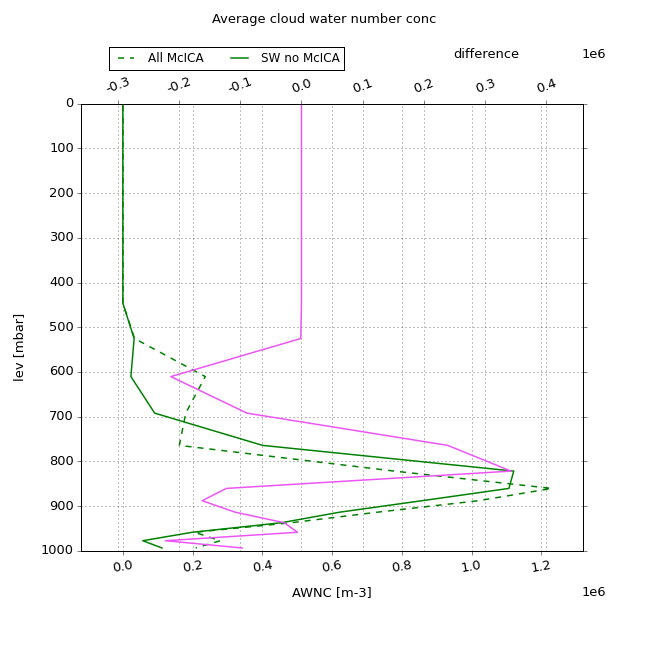 Average cloud water number conc
All McICA SW no McICA
difference 1e6
-0.3 -0.2 -0.1 0.0 0.1 0.2 0.3 0.4
0
100
200
300
400
500
600
700
800
900
1000
lev [mbar]
0.0 0.2 0.4 0.6 0.8 1.0 1.2
AWNC [m-3] 1e6